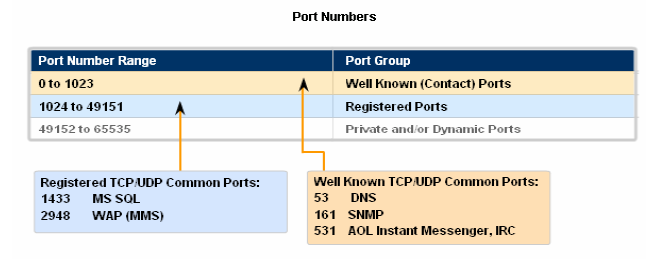 Port Numbers
Port Number Range Port Group
0 to 1023 Well Known (Contact) Ports
1024 to 49151 Registered Ports
49152 to 65535 Private and/or Dynamic Ports
Registered TCP/UDP Common Ports:
1433 MS SQL
2948 WAP (MMS)
Well Known TCP/UDP Common Ports:
53 DNS
161 SNMP
531 AOL Instant Messenger, IRC